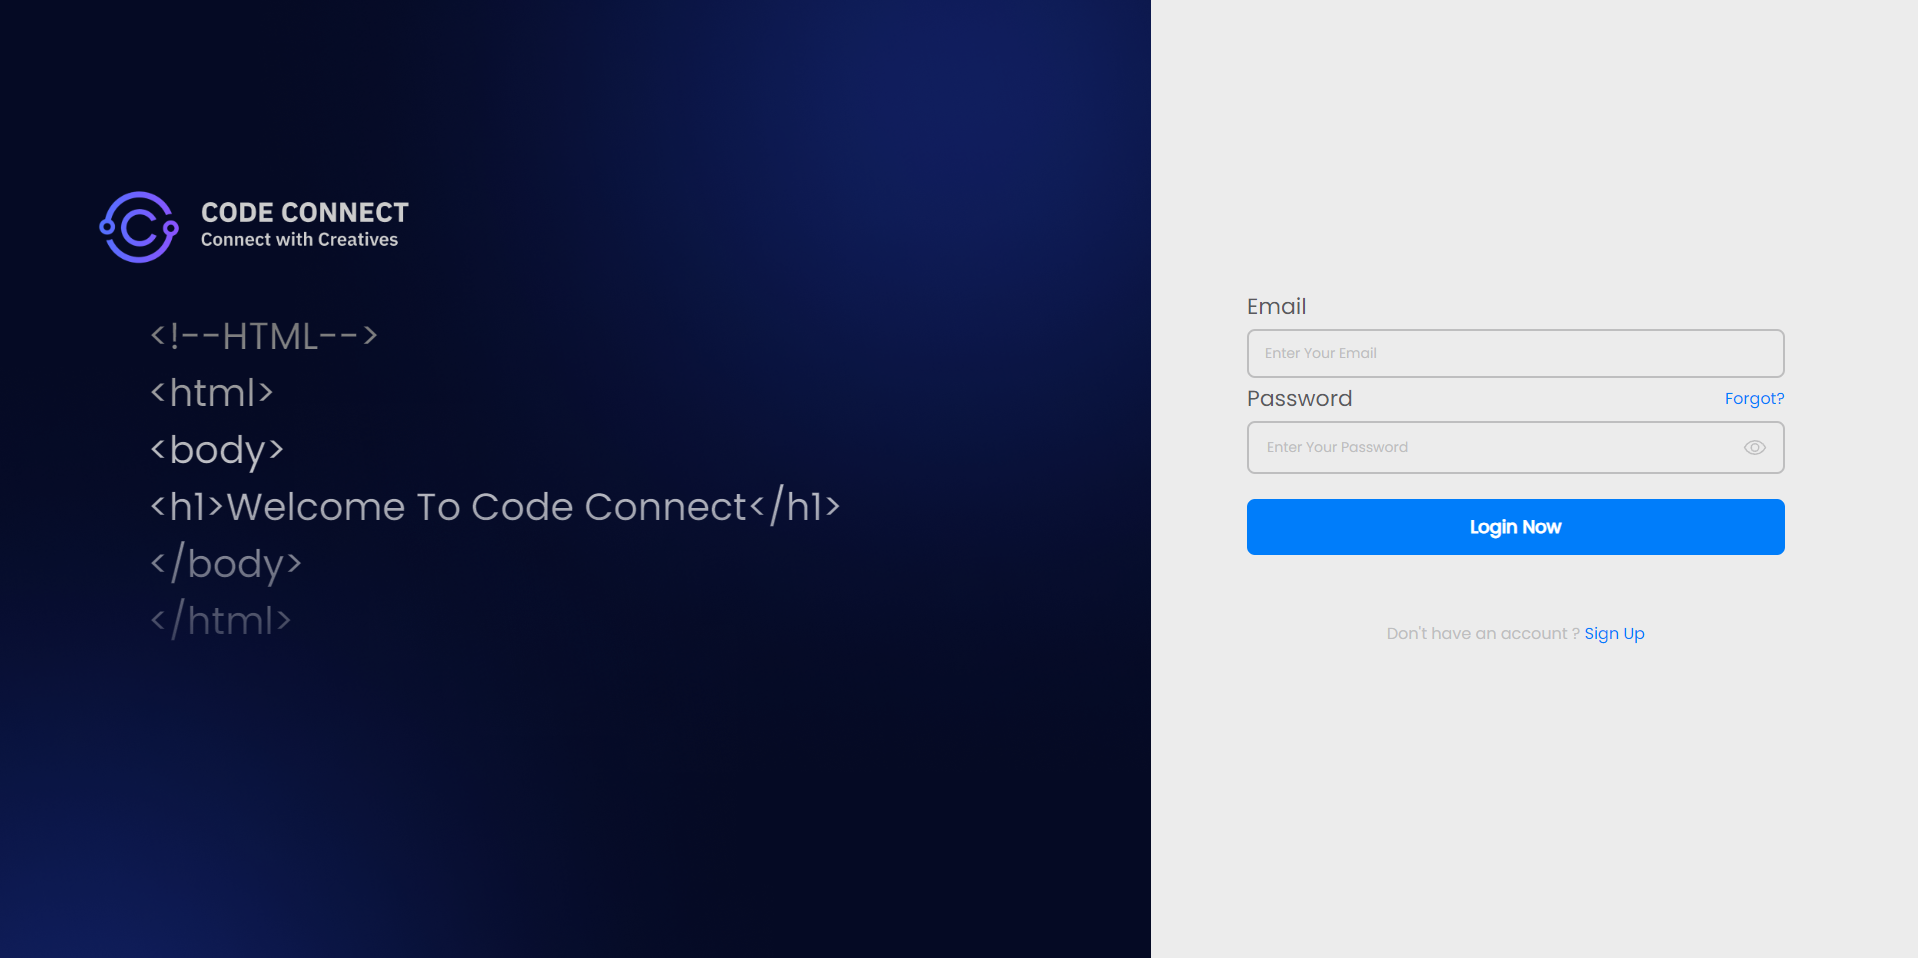 CODE CONNECT
Connect with Creatives
<!--HTML-->
<html>
<body>
<h1>Welcome To Code Connect</h1>
</body>
</html>
Email
Enter Your Email
Password Forgot?
Enter Your Password
Login Now
Don't have an account ? Sign Up